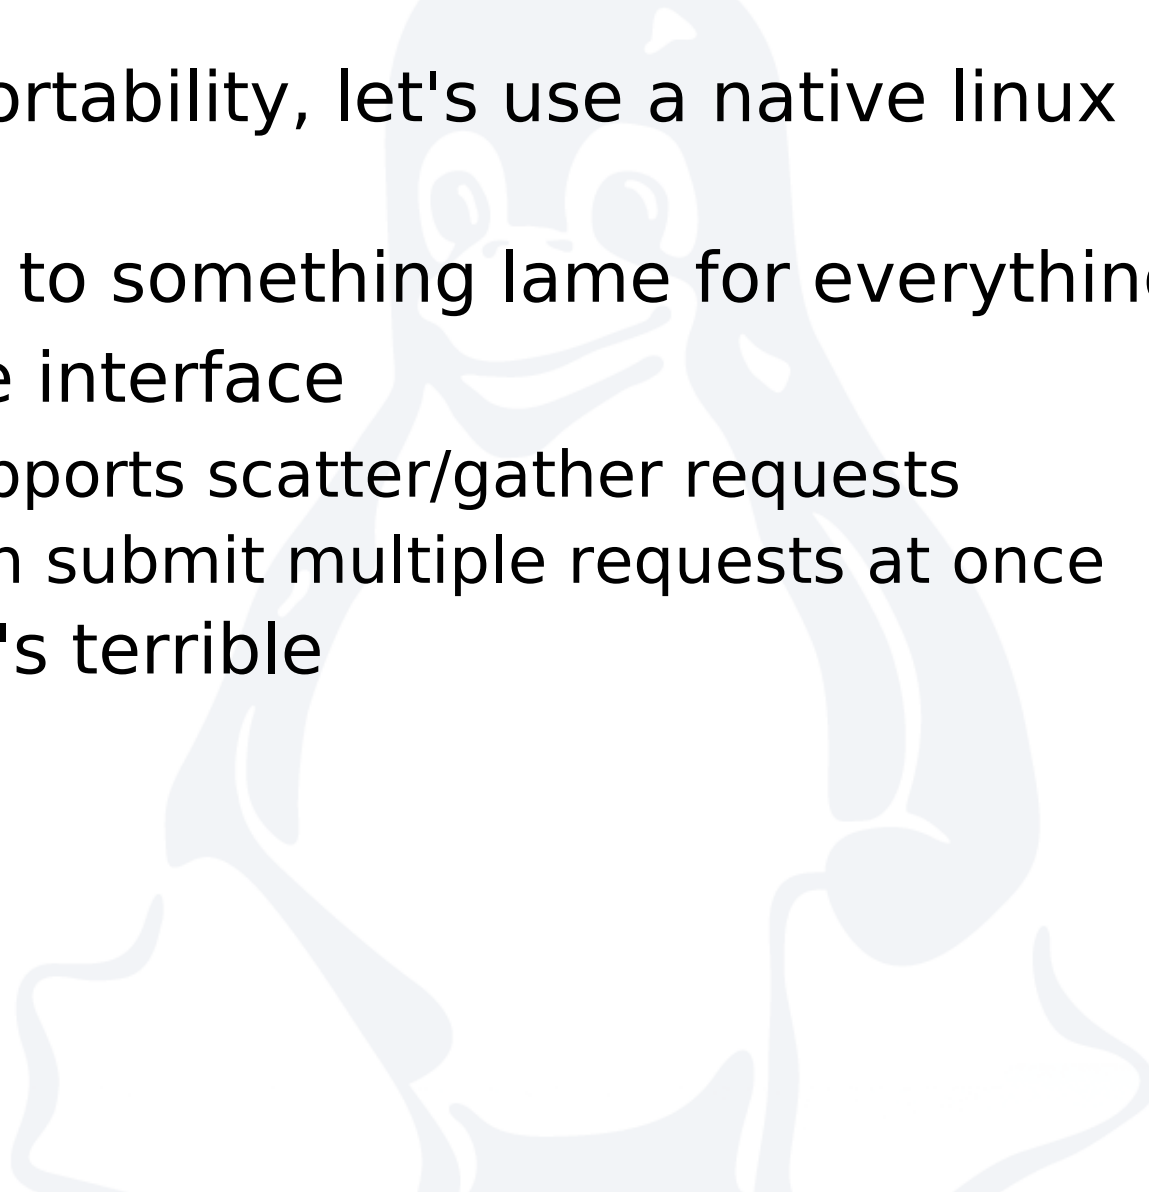 ortability, let's use a native linux
to something lame for everything
e interface
pports scatter/gather requests
n submit multiple requests at once
's terrible